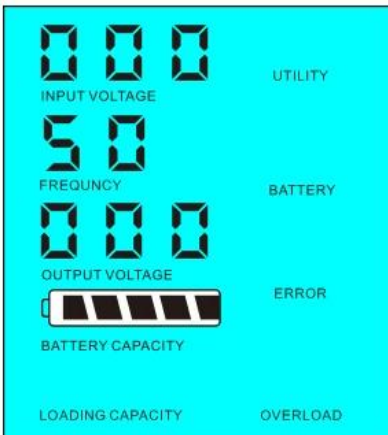 000
UTILITY
INPUT VOLTAGE
50
FREQUNCY
BATTERY
000
OUTPUT VOLTAGE
ERROR
BATTERY CAPACITY
LOADING CAPACITY
OVERLOAD